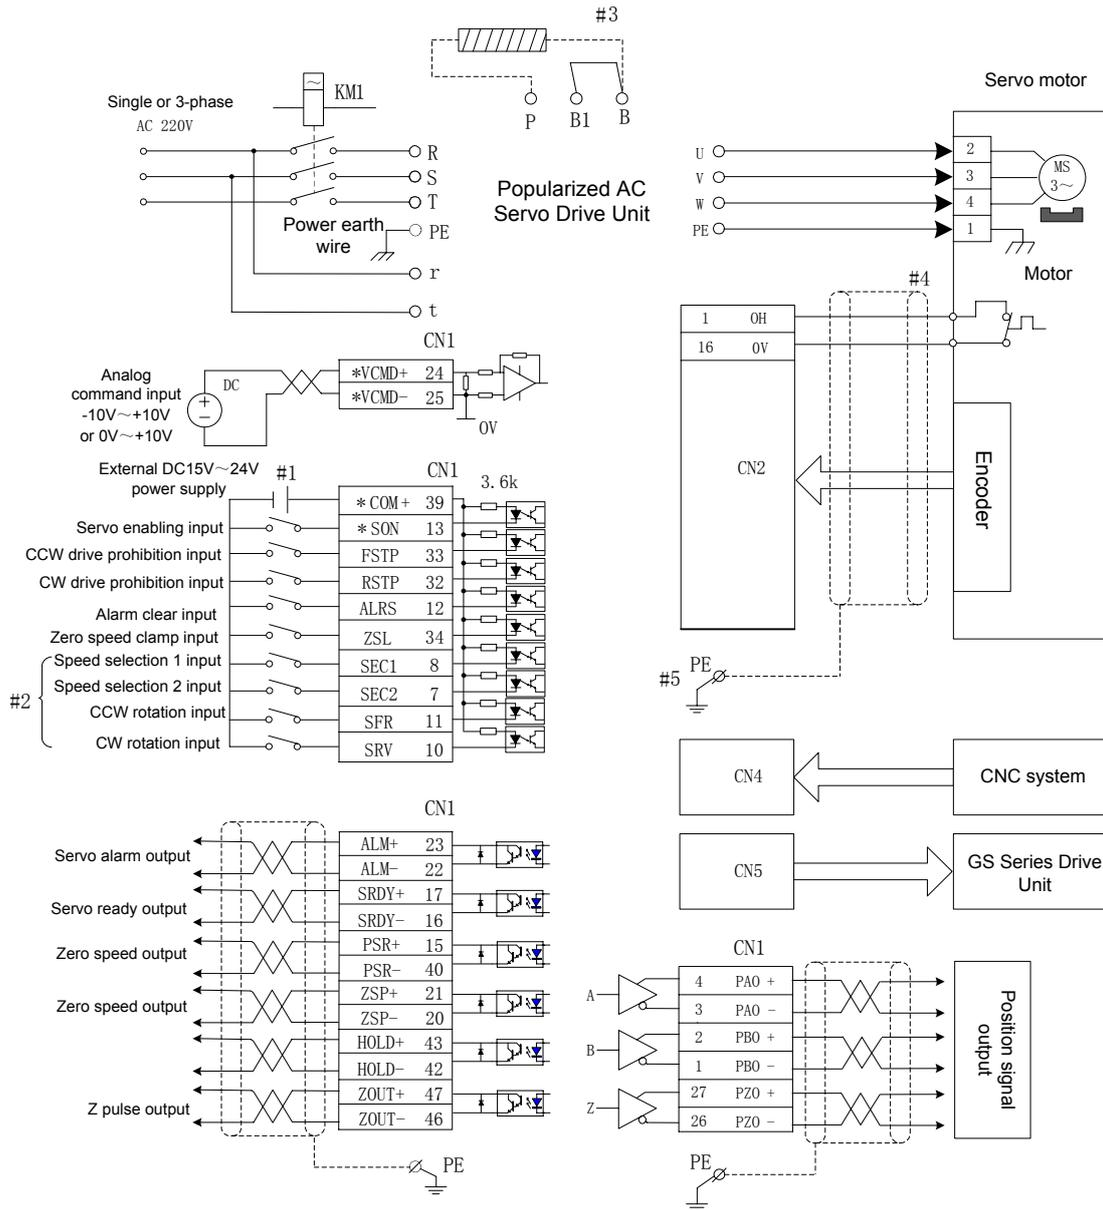 #3
Single or 3-phase
AC 220V
KM1
P
B1
B
R
S
T
Power earth
wire
PE
r
t
Popularized AC
Servo Drive Unit
Servo motor
U
V
W
PE
2
3
4
1
MS
3～
Motor
#4
1 OH
16 0V
CN2
Encoder
CN1
Analog
command input
-10V～+10V
or 0V～+10V
DC
*VCMD+ 24
*VCMD- 25
0V
External DC15V～24V
power supply
#1
CN1
3.6k
*COM+ 39
Servo enabling input *SON 13
CCW drive prohibition input FSTP 33
CW drive prohibition input RSTP 32
Alarm clear input ALRS 12
Zero speed clamp input ZSL 34
#2
Speed selection 1 input SEC1 8
Speed selection 2 input SEC2 7
CCW rotation input SFR 11
CW rotation input SRV 10
#5 PE
CN4
CNC system
CN5
GS Series Drive
Unit
CN1
Servo alarm output
ALM+ 23
ALM- 22
Servo ready output
SRDY+ 17
SRDY- 16
Zero speed output
PSR+ 15
PSR- 40
Zero speed output
ZSP+ 21
ZSP- 20
HOLD+ 43
HOLD- 42
Z pulse output
ZOUT+ 47
ZOUT- 46
PE
CN1
A
4 PAO +
3 PAO -
B
2 PBO +
1 PBO -
Z
27 PZO +
26 PZO -
Position signal
output
PE